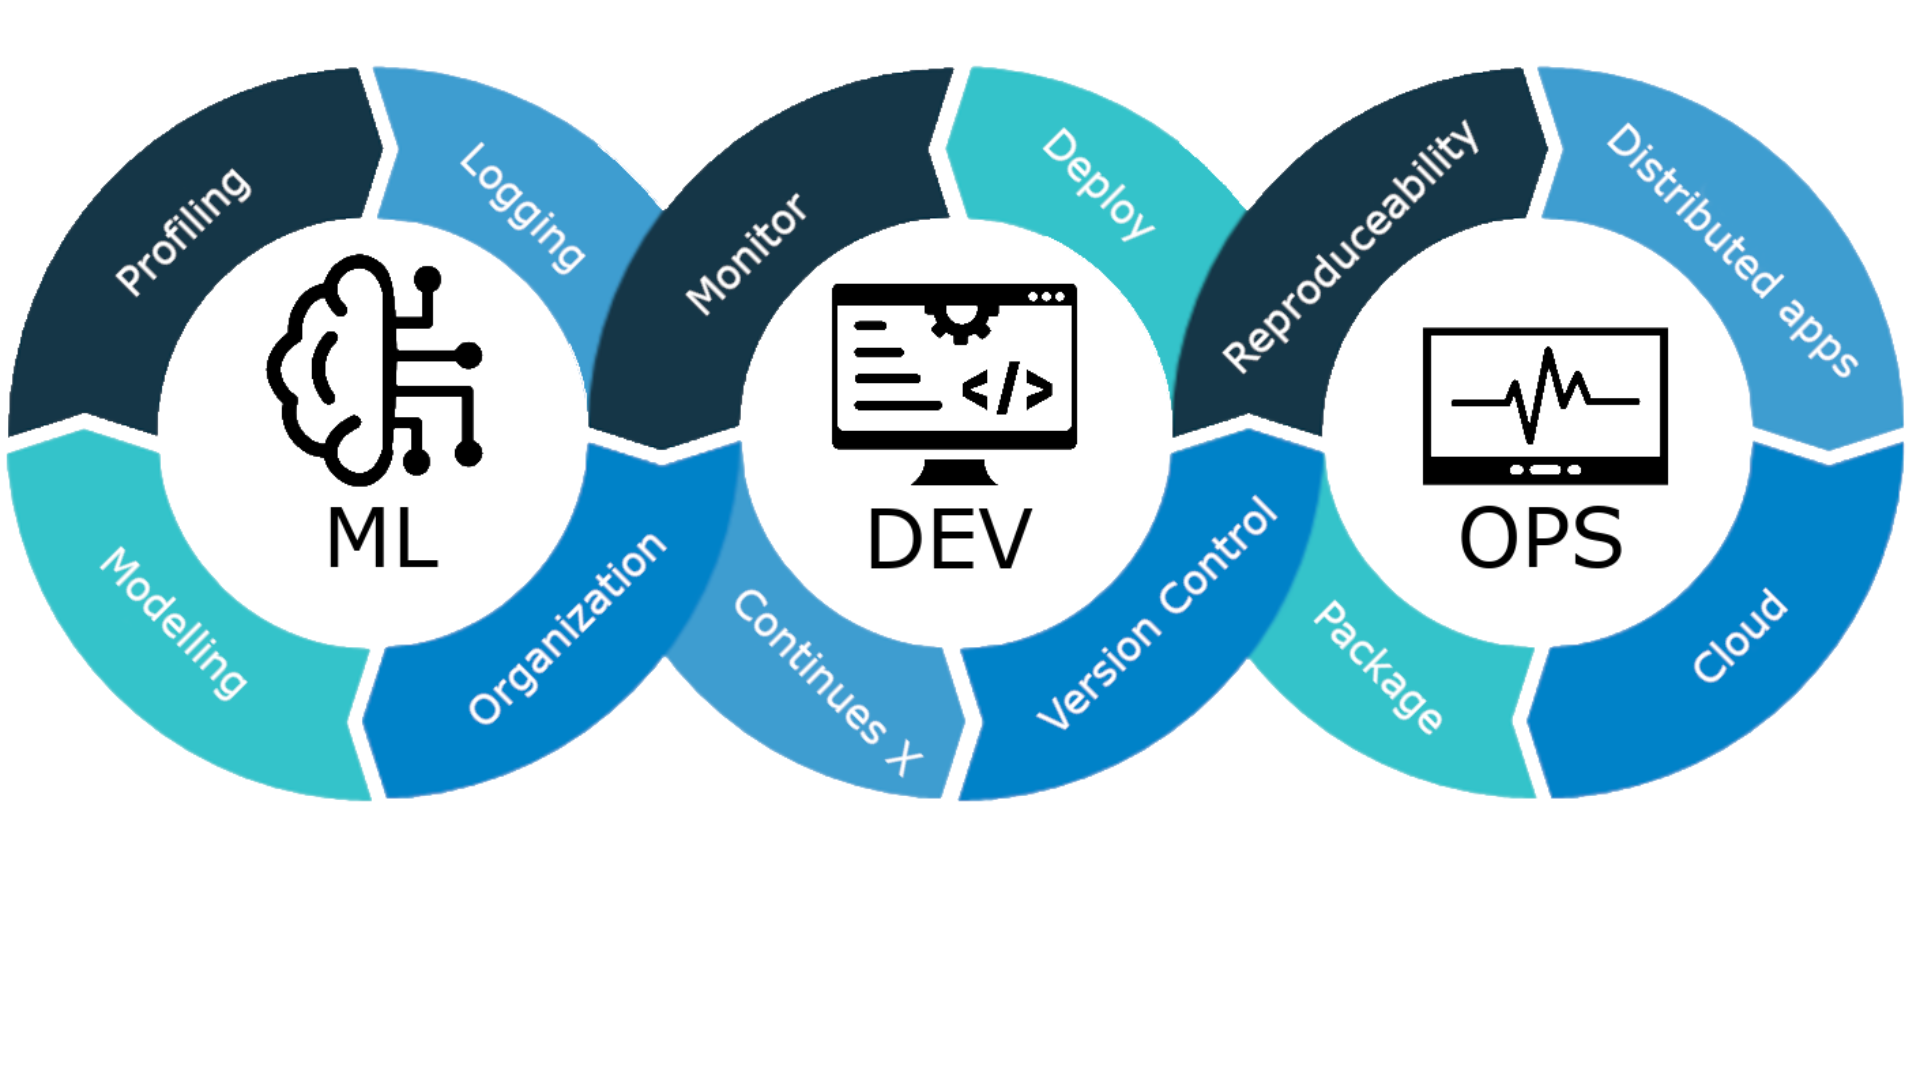 Profiling
Logging
Modelling
Organization
ML
Monitor
Deploy
Continues X
Version Control
</>
DEV
Reproduceability
Distributed apps
Package
Cloud
OPS